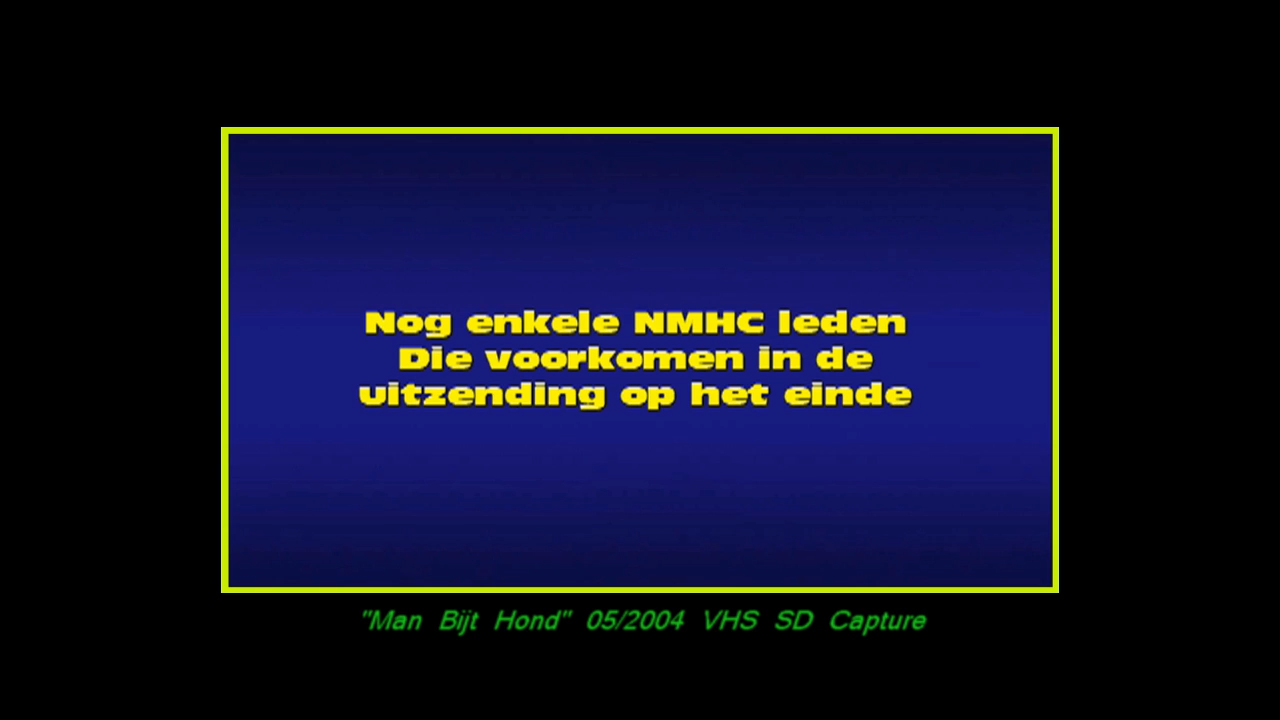 Nog enkele NMHC leden
Die voorkomen in de
uitzending op het einde
"Man Bijt Hond" 05/2004 VHS SD Capture